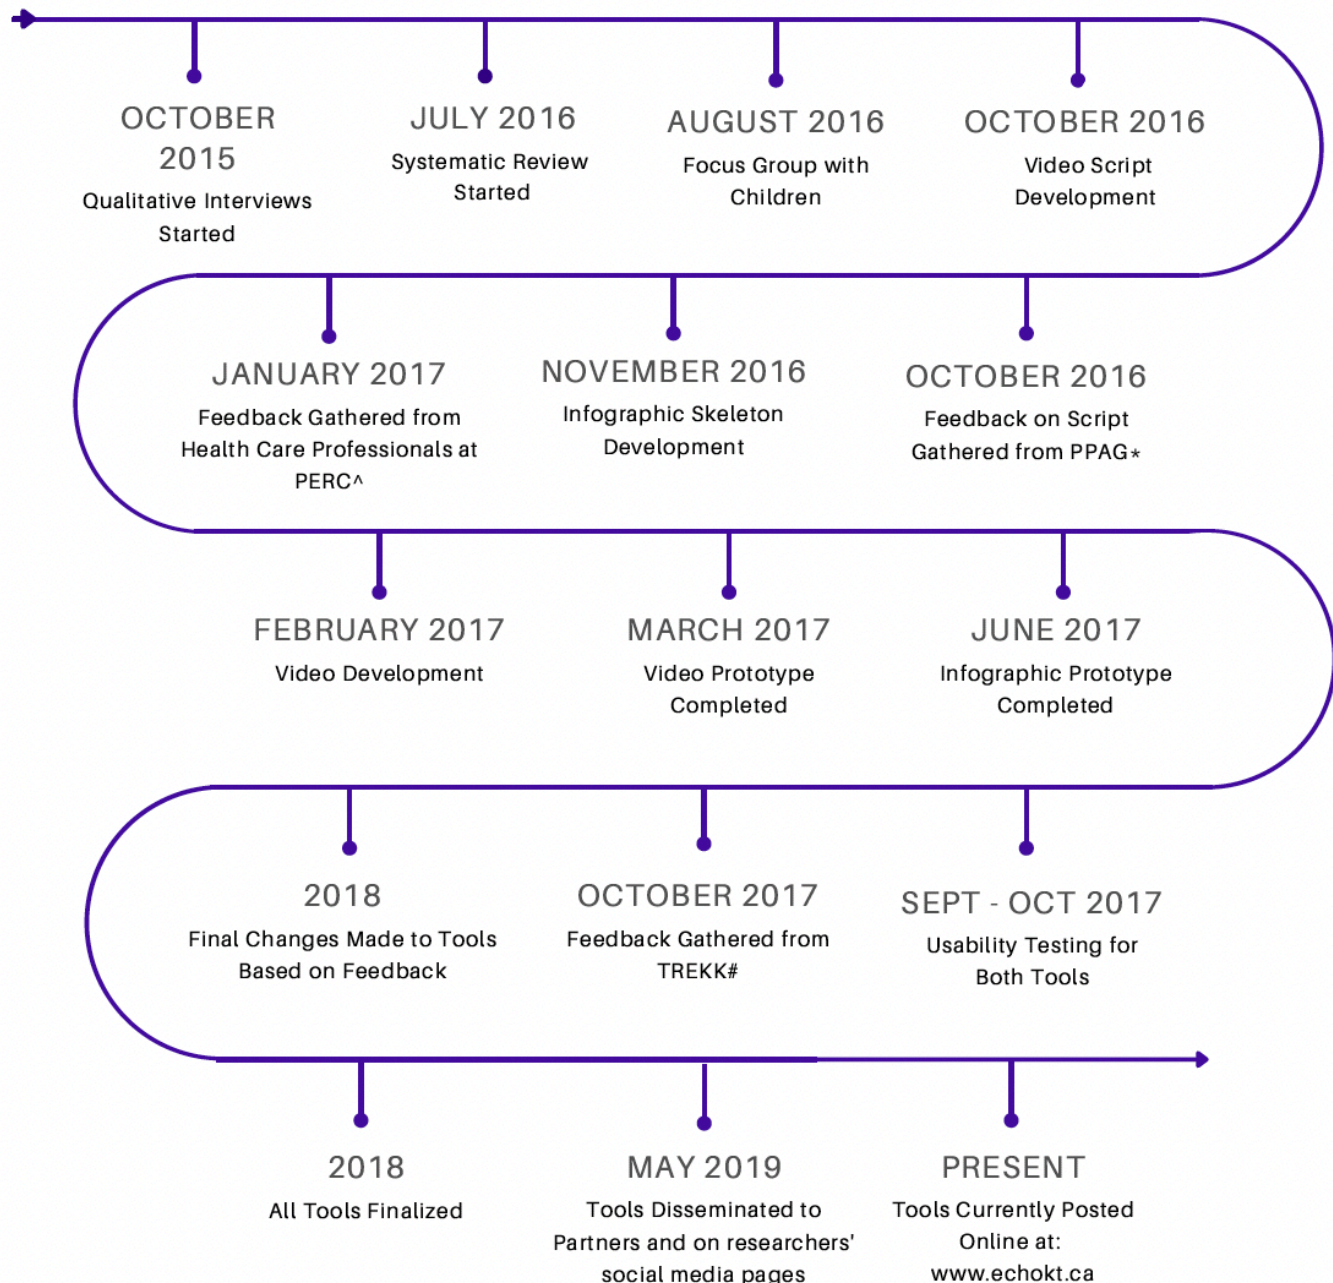 OCTOBER
2015
Qualitative Interviews
Started
JULY 2016
Systematic Review
Started
AUGUST 2016
Focus Group with
Children
OCTOBER 2016
Video Script
Development
JANUARY 2017
Feedback Gathered from
Health Care Professionals at
PERC^
NOVEMBER 2016
Infographic Skeleton
Development
OCTOBER 2016
Feedback on Script
Gathered from PPAG*
FEBRUARY 2017
Video Development
MARCH 2017
Video Prototype
Completed
JUNE 2017
Infographic Prototype
Completed
2018
Final Changes Made to Tools
Based on Feedback
OCTOBER 2017
Feedback Gathered from
TREKK#
SEPT - OCT 2017
Usability Testing for
Both Tools
2018
All Tools Finalized
MAY 2019
Tools Disseminated to
Partners and on researchers'
social media pages
PRESENT
Tools Currently Posted
Online at:
www.echokt.ca